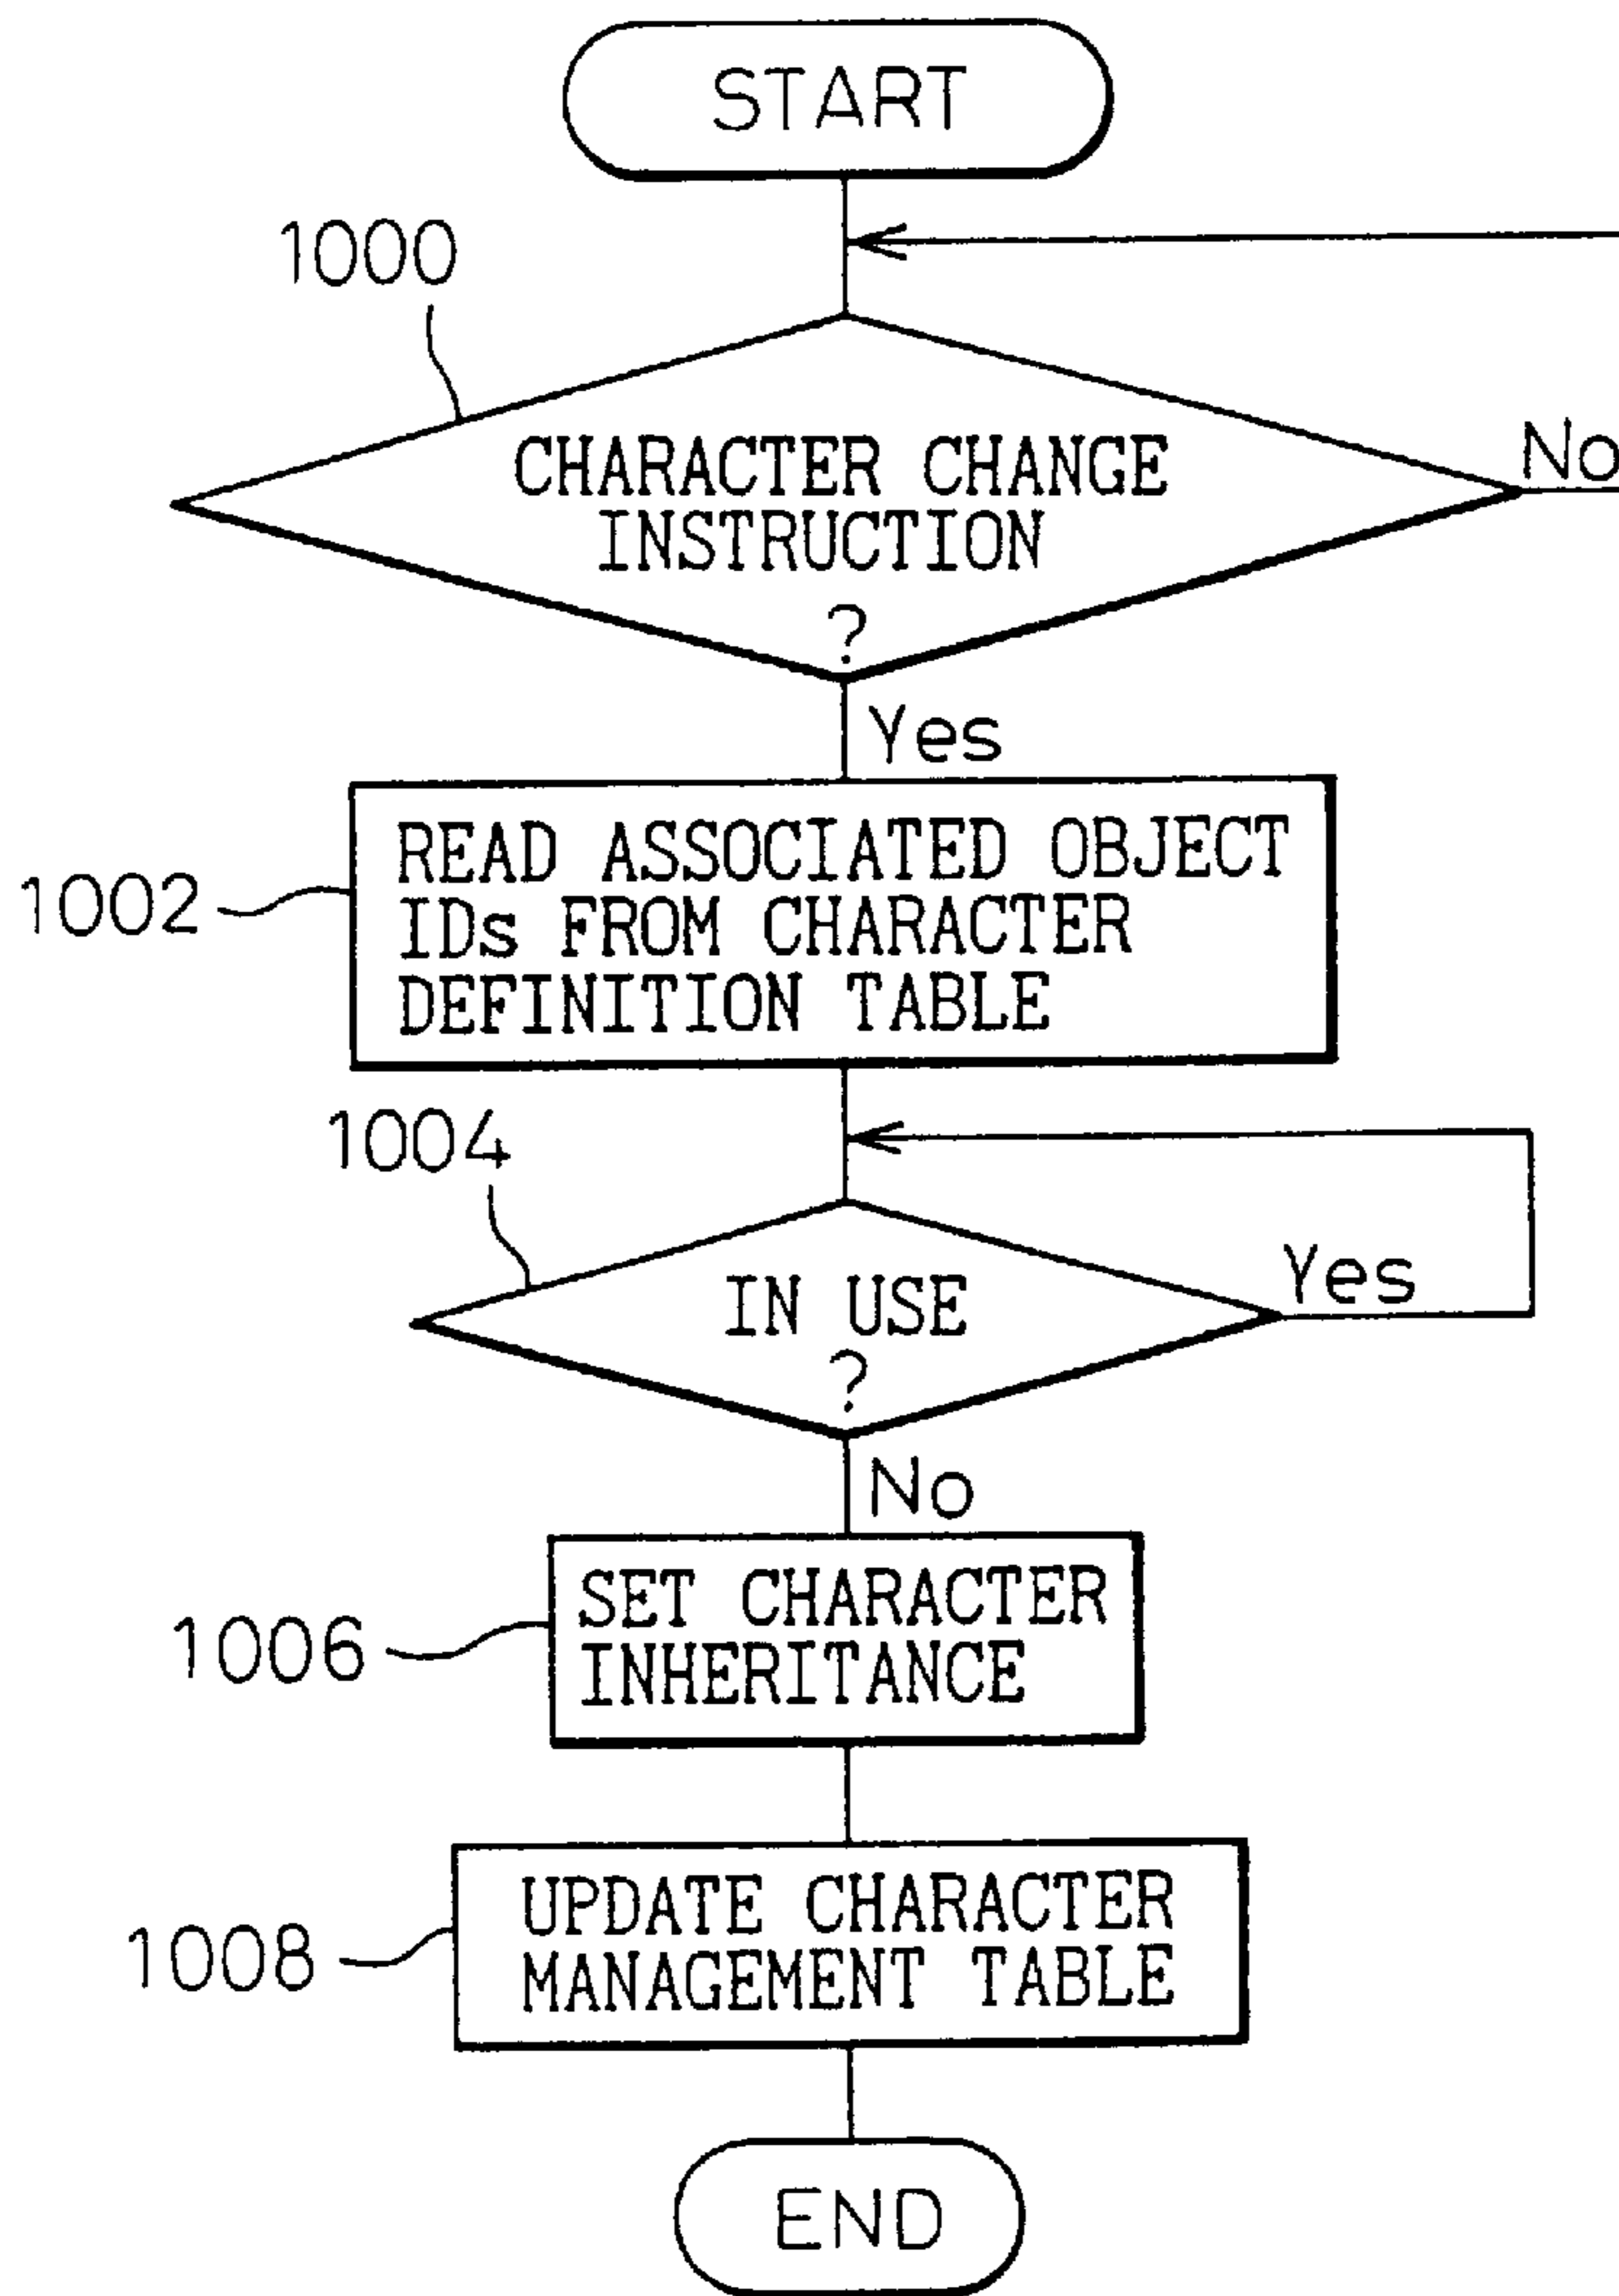 START
1000
CHARACTER CHANGE
INSTRUCTION
?
No
Yes
1002
READ ASSOCIATED OBJECT
IDs FROM CHARACTER
DEFINITION TABLE
1004
IN USE
?
Yes
No
1006
SET CHARACTER
INHERITANCE
1008
UPDATE CHARACTER
MANAGEMENT TABLE
END